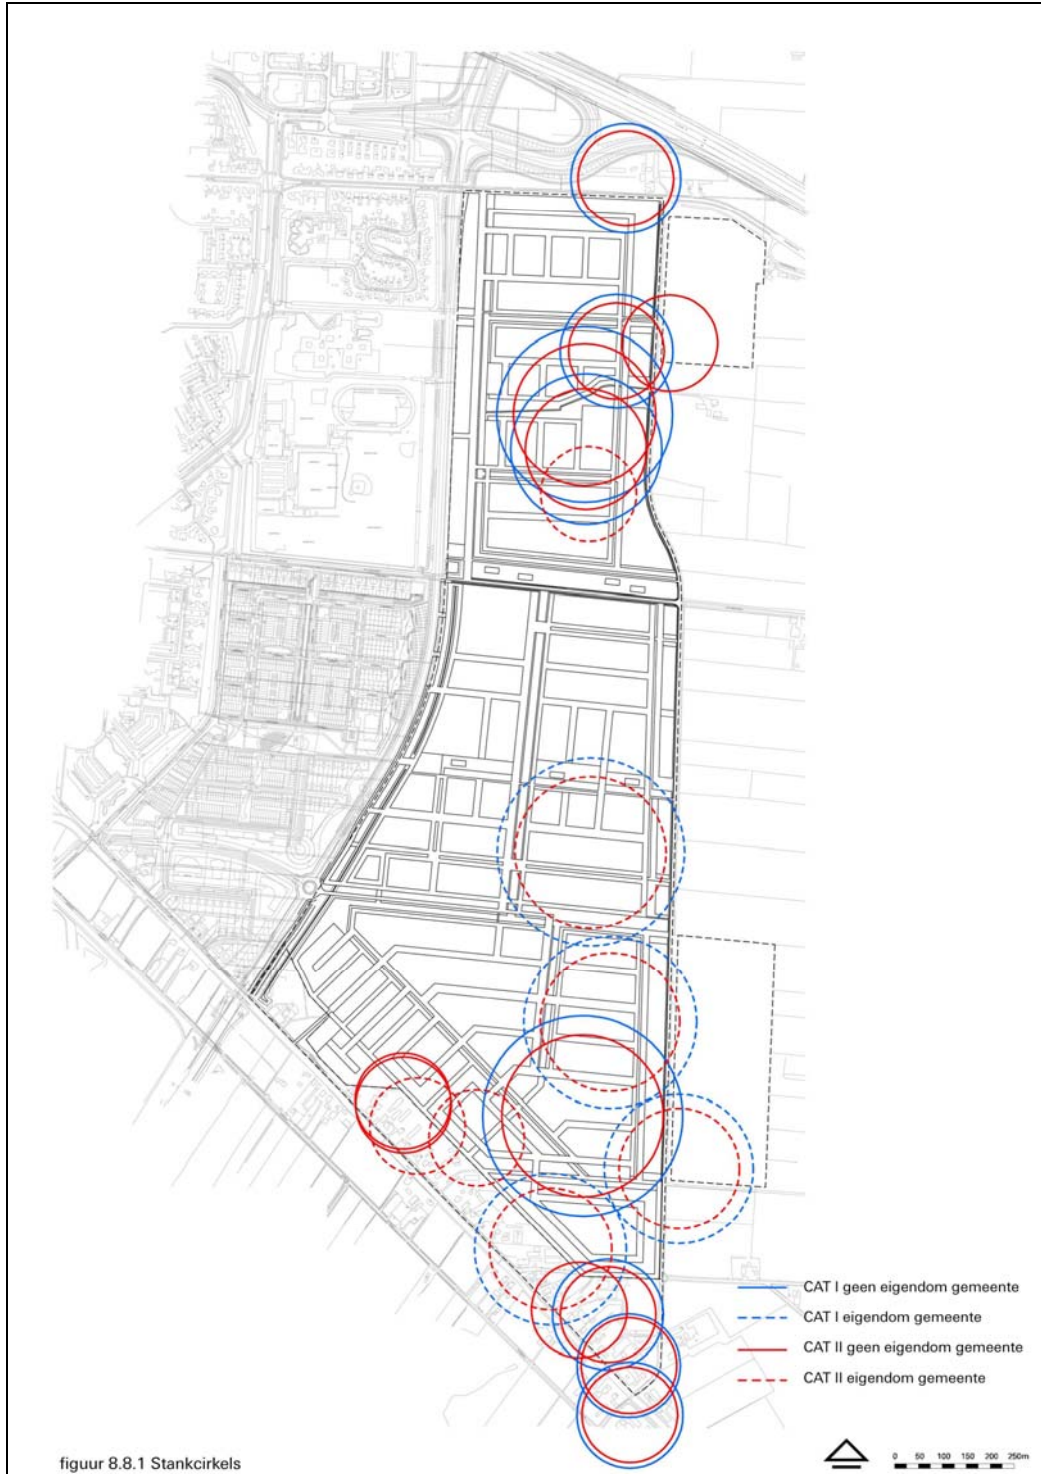 CAT I geen eigendom gemeente
CAT I eigendom gemeente
CAT II geen eigendom gemeente
CAT II eigendom gemeente
figuur 8.8.1 Stankcirkels
0 50 100 150 200 250m